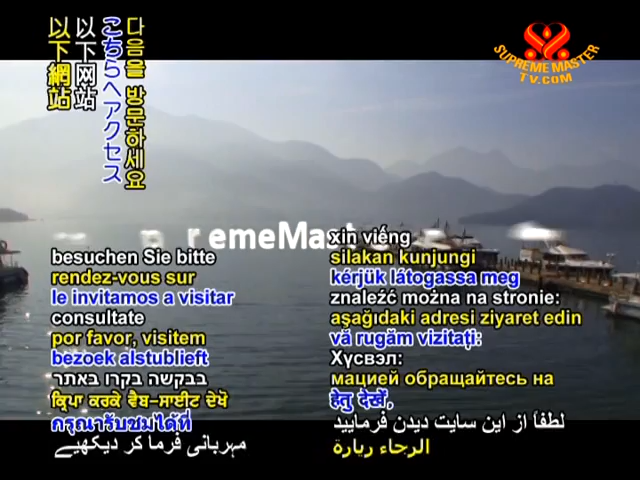 以下網站
以下网站
こちらへアクセス
다음을 방문하세요
SUPREME MASTER
TV.COM
emeMast
besuchen Sie bitte
rendez-vous sur
le invitamos a visitar
consultate
por favor, visitem
bezoek alstublieft
בבקשה בקרו באתר
ਕ੍ਰਿਪਾ ਕਰਕੇ ਵੈਬ-ਸਾਈਟ ਦੇਖੋ
กรุณารับชมได้ที่
مہربانی فرما کر دیکھیے
xin viếng
silakan kunjungi
kérjük látogassa meg
znaleźć można na stronie:
aşağıdaki adresi ziyaret edin
vă rugăm vizitați:
Хүсвэл:
мацией обращайтесь на
हेतु देखें,
لطفاً از این سایت دیدن فرمایید
الرجاء زيارة